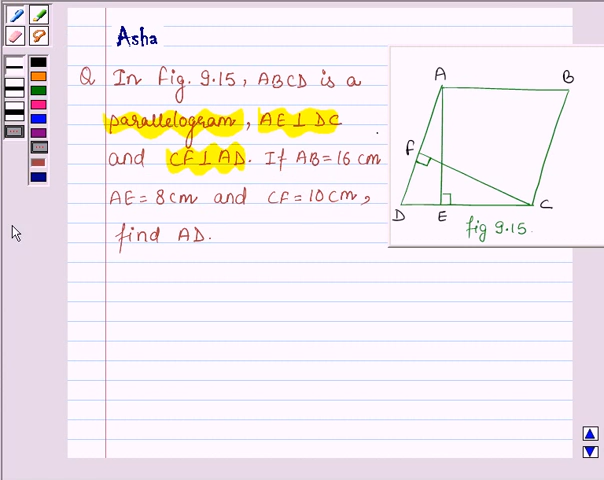 Asha
Q In Fig. 9.15, ABCD is a
parallelogram, AE ⊥ DC
and CF ⊥ AD. If AB = 16 cm
AE = 8 cm and CF = 10 cm,
find AD.
A B
F
D E C
fig 9.15.